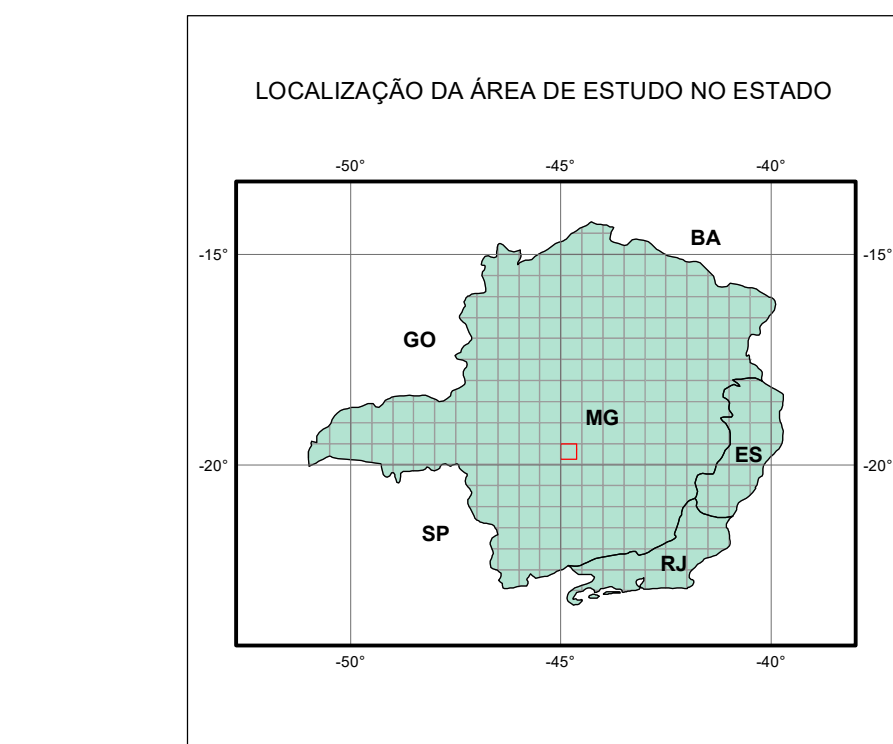 LOCALIZAÇÃO DA ÁREA DE ESTUDO NO ESTADO
-50° -45° -40°
BA
-15° -15°
GO
MG
ES
-20° -20°
SP
RJ
-50° -45° -40°